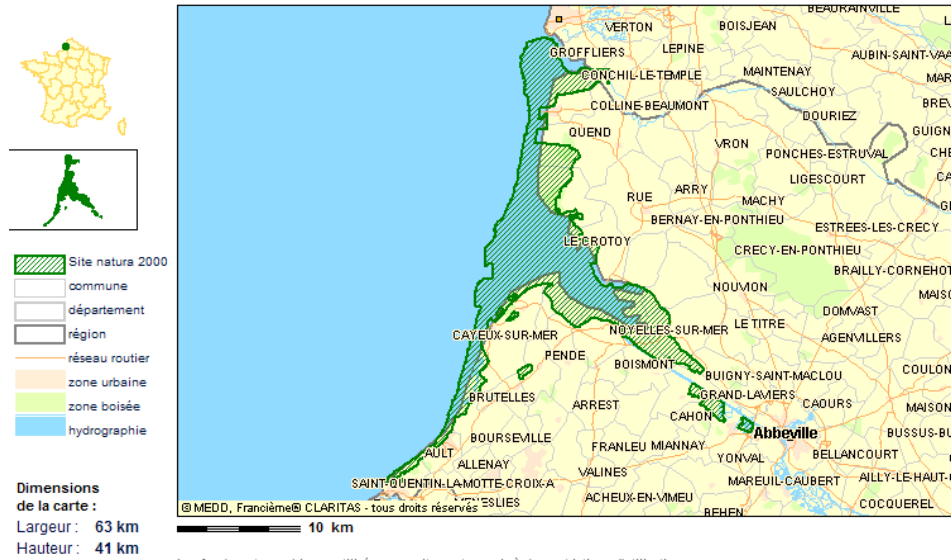 Site natura 2000
commune
département
région
réseau routier
zone urbaine
zone boisée
hydrographie
Dimensions
de la carte :
Largeur : 63 km
Hauteur : 41 km
BEAURAINVILLE
VERTON
BOISJEAN
GROFFLIERS
LEPINE
CONCHIL-LE-TEMPLE
MAINTENAY
SAULCHOY
COLLINE-BEAUMONT
DOURIEZ
QUEND
VRON
PONCHES-ESTRUVAL
LIGESCOURT
RUE
ARRY
MACHY
BERNAY-EN-PONTHIEU
ESTREES-LES-CRECY
LE CROTOY
CRECY-EN-PONTHIEU
NOUVION
DOMVAST
CAYEUX-SUR-MER
NOYELLES-SUR-MER
LE TITRE
AGENVILLERS
PENDE
BOISMONT
BUIGNY-SAINT-MACLOU
BRUTELLES
GRAND-LAVIERS
CAOURS
ARREST
CAHON
Abbeville
BOURSEVILLE
FRANLEU
MIANNAY
BELLANCOURT
AULT
YONVAL
ALLENAY
VALINES
MAREUIL-CAUBERT
SAINT-QUENTIN-LA-MOTTE-CROIX-A
ACHEUX-EN-VIMEU
COCQUEREL
BEHEN
© MEDD, Francième® CLARITAS - tous droits réservés
10 km